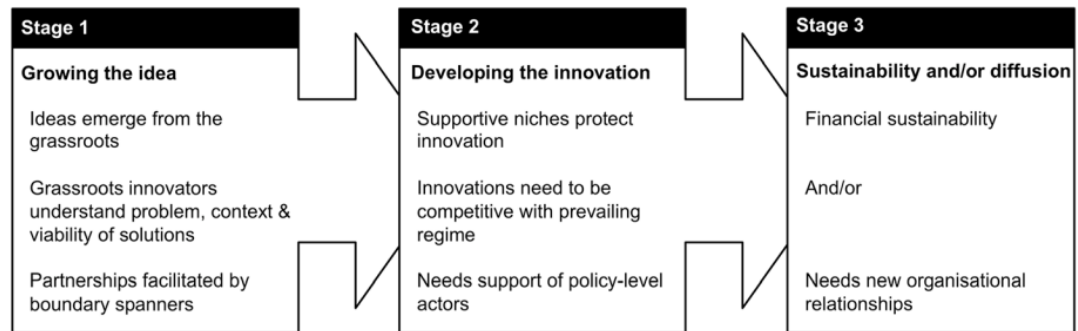 Stage 1
Growing the idea
Ideas emerge from the
grassroots
Grassroots innovators
understand problem, context &
viability of solutions
Partnerships facilitated by
boundary spanners
Stage 2
Developing the innovation
Supportive niches protect
innovation
Innovations need to be
competitive with prevailing
regime
Needs support of policy-level
actors
Stage 3
Sustainability and/or diffusion
Financial sustainability
And/or
Needs new organisational
relationships